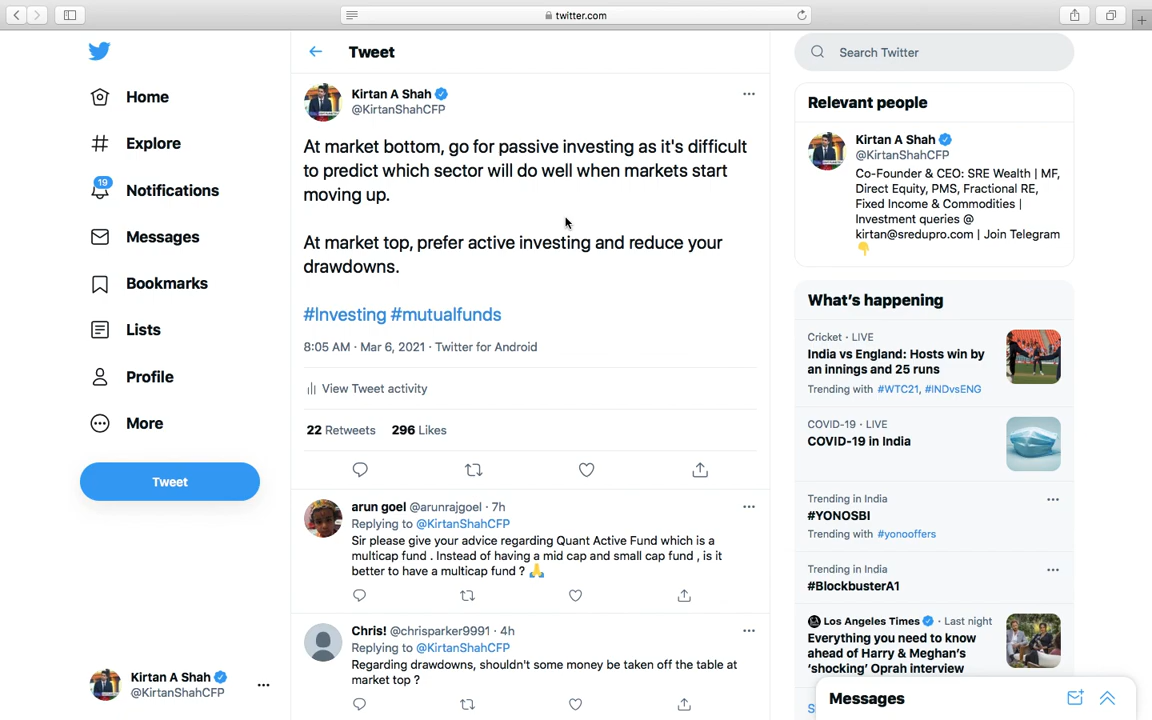 twitter.com
Home
Explore
19
Notifications
Messages
Bookmarks
Lists
Profile
More
Tweet
Kirtan A Shah
@KirtanShahCFP
Tweet
Kirtan A Shah
@KirtanShahCFP
At market bottom, go for passive investing as it's difficult
to predict which sector will do well when markets start
moving up.
At market top, prefer active investing and reduce your
drawdowns.
#Investing #mutualfunds
8:05 AM · Mar 6, 2021 · Twitter for Android
View Tweet activity
22 Retweets 296 Likes
arun goel @arunrajgoel · 7h
Replying to @KirtanShahCFP
Sir please give your advice regarding Quant Active Fund which is a
multicap fund . Instead of having a mid cap and small cap fund , is it
better to have a multicap fund ? 🙏
Chris! @chrisparker9991 · 4h
Replying to @KirtanShahCFP
Regarding drawdowns, shouldn't some money be taken off the table at
market top ?
Search Twitter
Relevant people
Kirtan A Shah
@KirtanShahCFP
Co-Founder & CEO: SRE Wealth | MF,
Direct Equity, PMS, Fractional RE,
Fixed Income & Commodities |
Investment queries @
kirtan@sredupro.com | Join Telegram
👇
What's happening
Cricket · LIVE
India vs England: Hosts win by
an innings and 25 runs
Trending with #WTC21, #INDvsENG
COVID-19 · LIVE
COVID-19 in India
Trending in India
#YONOSBI
Trending with #yonooffers
Trending in India
#BlockbusterA1
Los Angeles Times · Last night
Everything you need to know
ahead of Harry & Meghan's
'shocking' Oprah interview
Messages